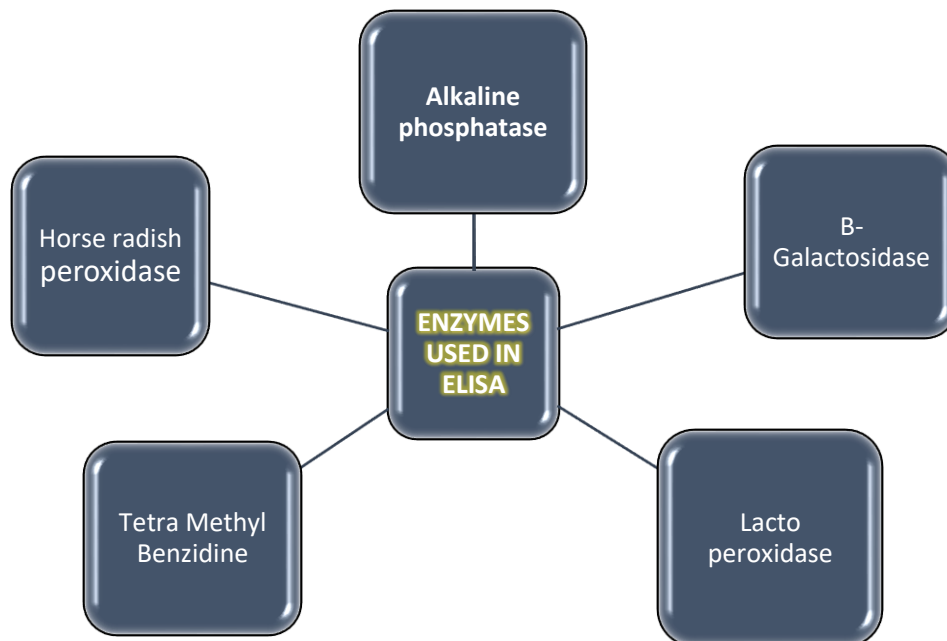 Alkaline
phosphatase
Horse radish
peroxidase
B-
Galactosidase
ENZYMES
USED IN
ELISA
Tetra Methyl
Benzidine
Lacto
peroxidase